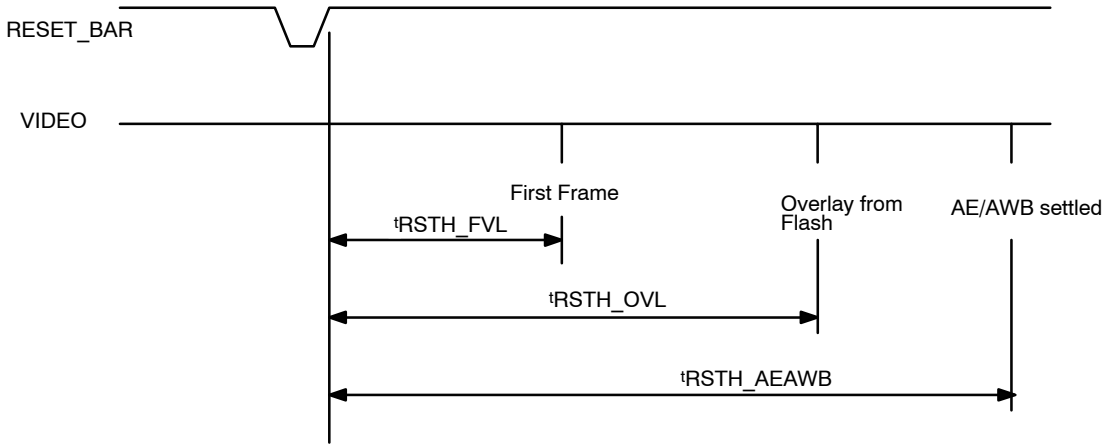 RESET_BAR
VIDEO
First Frame
Overlay from
Flash
AE/AWB settled
tRSTH_FVL
tRSTH_OVL
tRSTH_AEAWB